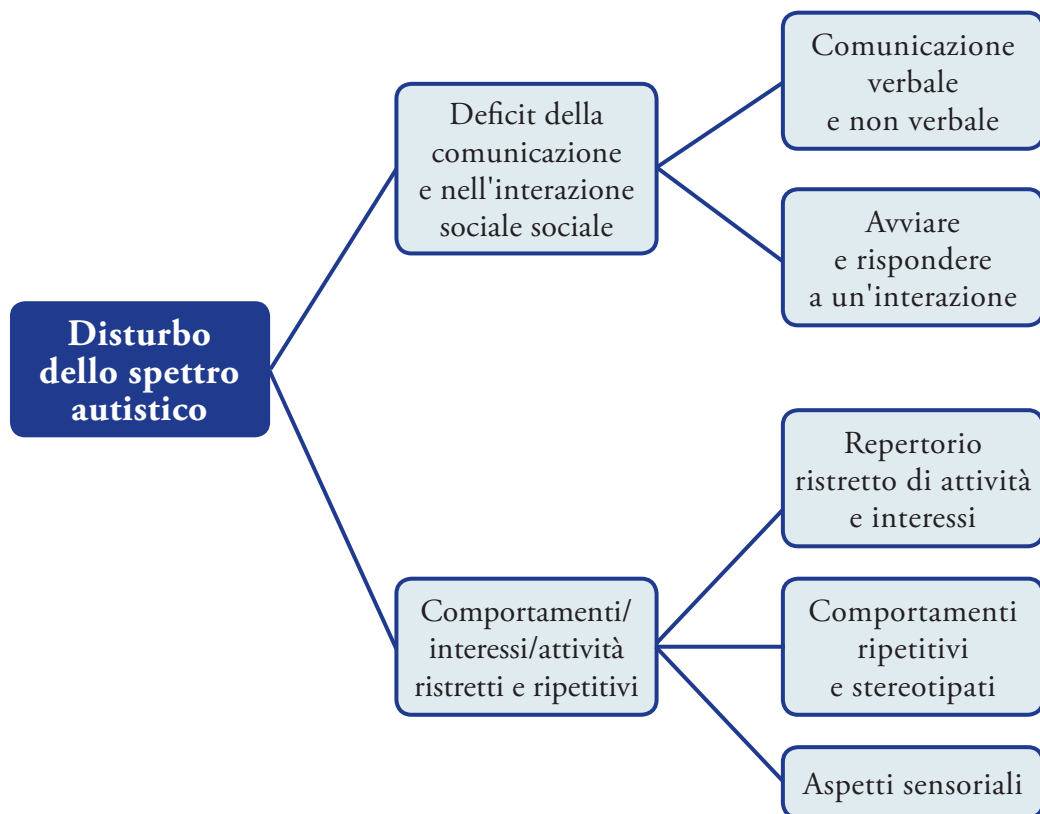 Disturbo
dello spettro
autistico
Deficit della
comunicazione
e nell'interazione
sociale sociale
Comunicazione
verbale
e non verbale
Avviare
e rispondere
a un'interazione
Comportamenti/
interessi/attività
ristretti e ripetitivi
Repertorio
ristretto di attività
e interessi
Comportamenti
ripetitivi
e stereotipati
Aspetti sensoriali